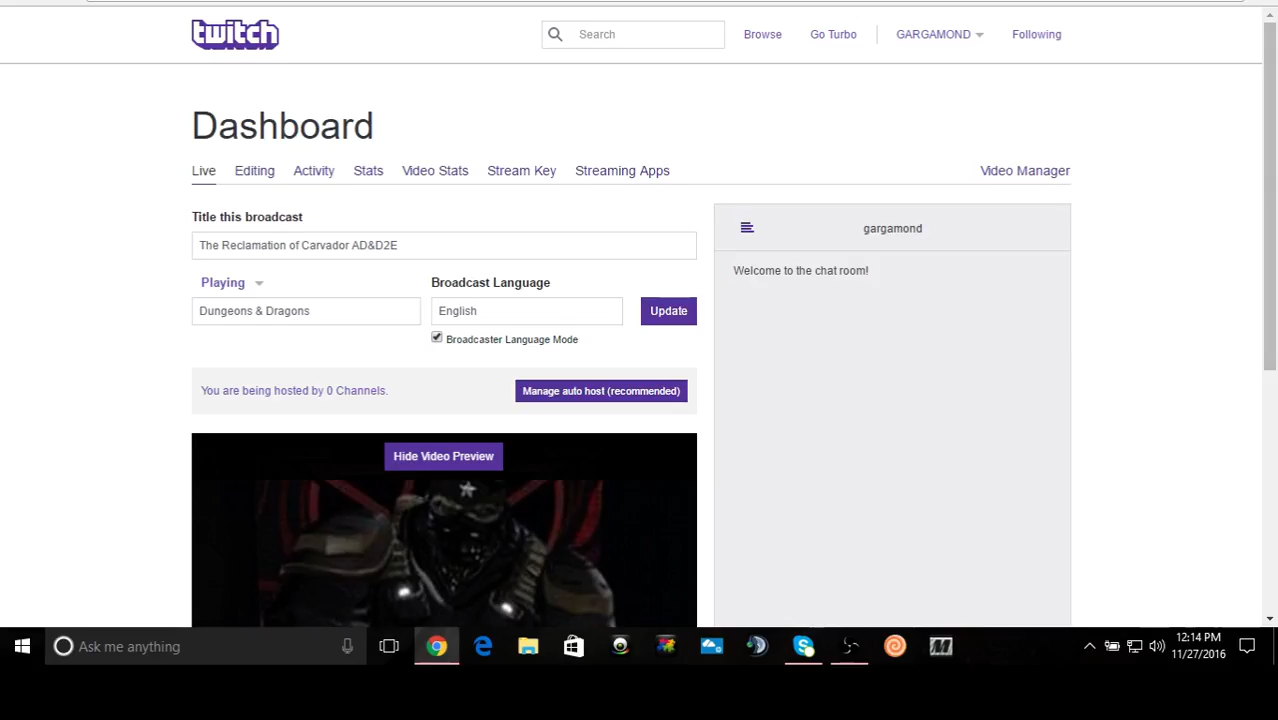 twitch
Search
Browse
Go Turbo
GARGAMOND
Following
Dashboard
Live
Editing
Activity
Stats
Video Stats
Stream Key
Streaming Apps
Video Manager
Title this broadcast
The Reclamation of Carvador AD&D2E
Playing
Broadcast Language
Dungeons & Dragons
English
Update
Broadcaster Language Mode
You are being hosted by 0 Channels.
Manage auto host (recommended)
Hide Video Preview
gargamond
Welcome to the chat room!
Ask me anything
12:14 PM
11/27/2016